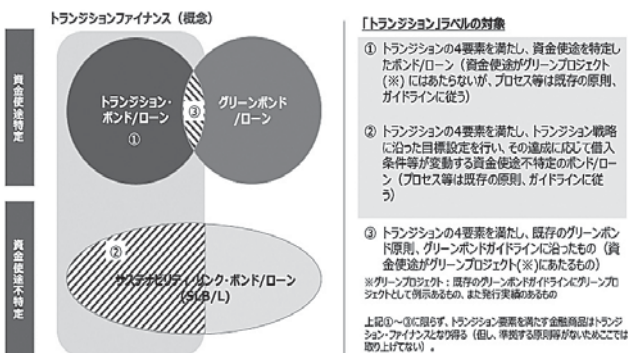 トランジションファイナンス（概念）
資金使途特定
トランジション・
ボンド/ローン
①
③
グリーンボンド
/ローン
資金使途不特定
②
サステナビリティ・リンク・ボンド/ローン
(SLB/L)
「トランジション」ラベルの対象
① トランジションの4要素を満たし、資金使途を特定し
たボンド/ローン（資金使途がグリーンプロジェクト
(※) にはあたらないが、プロセス等は既存の原則、
ガイドラインに従う）
② トランジションの4要素を満たし、トランジション戦略
に沿った目標設定を行い、その達成に応じて借入
条件等が変動する資金使途不特定のボンド/ロー
ン（プロセス等は既存の原則、ガイドラインに従
う）
③ トランジションの4要素を満たし、既存のグリーンボン
ド原則、グリーンボンドガイドラインに沿ったもの（資
金使途がグリーンプロジェクト(※)にあたるもの）
※グリーンプロジェクト：既存のグリーンボンドガイドラインにグリーンプロ
ジェクトとして例示あるもの、また発行実績のあるもの
上記①～③に限らず、トランジション要素を満たす金融商品はトランジ
ション・ファイナンスとなり得る（但し、準拠する原則等がないためここでは
取り上げてない）。